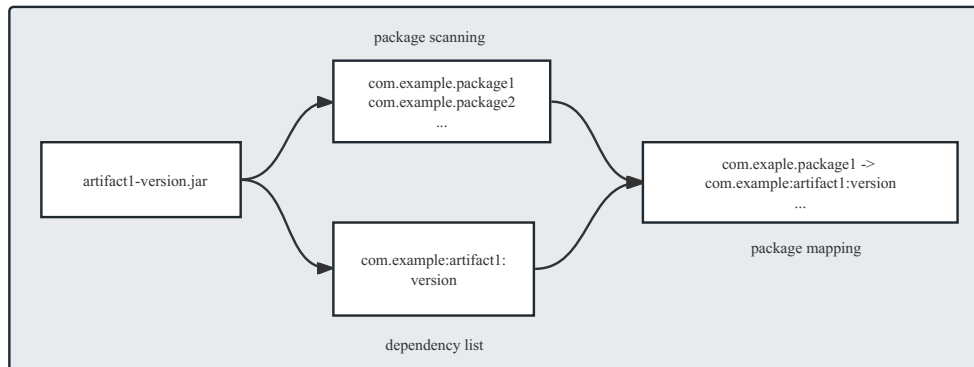 package scanning
com.example.package1
com.example.package2
...
artifact1-version.jar
com.exaple.package1 ->
com.example:artifact1:version
...
package mapping
com.example:artifact1:
version
dependency list